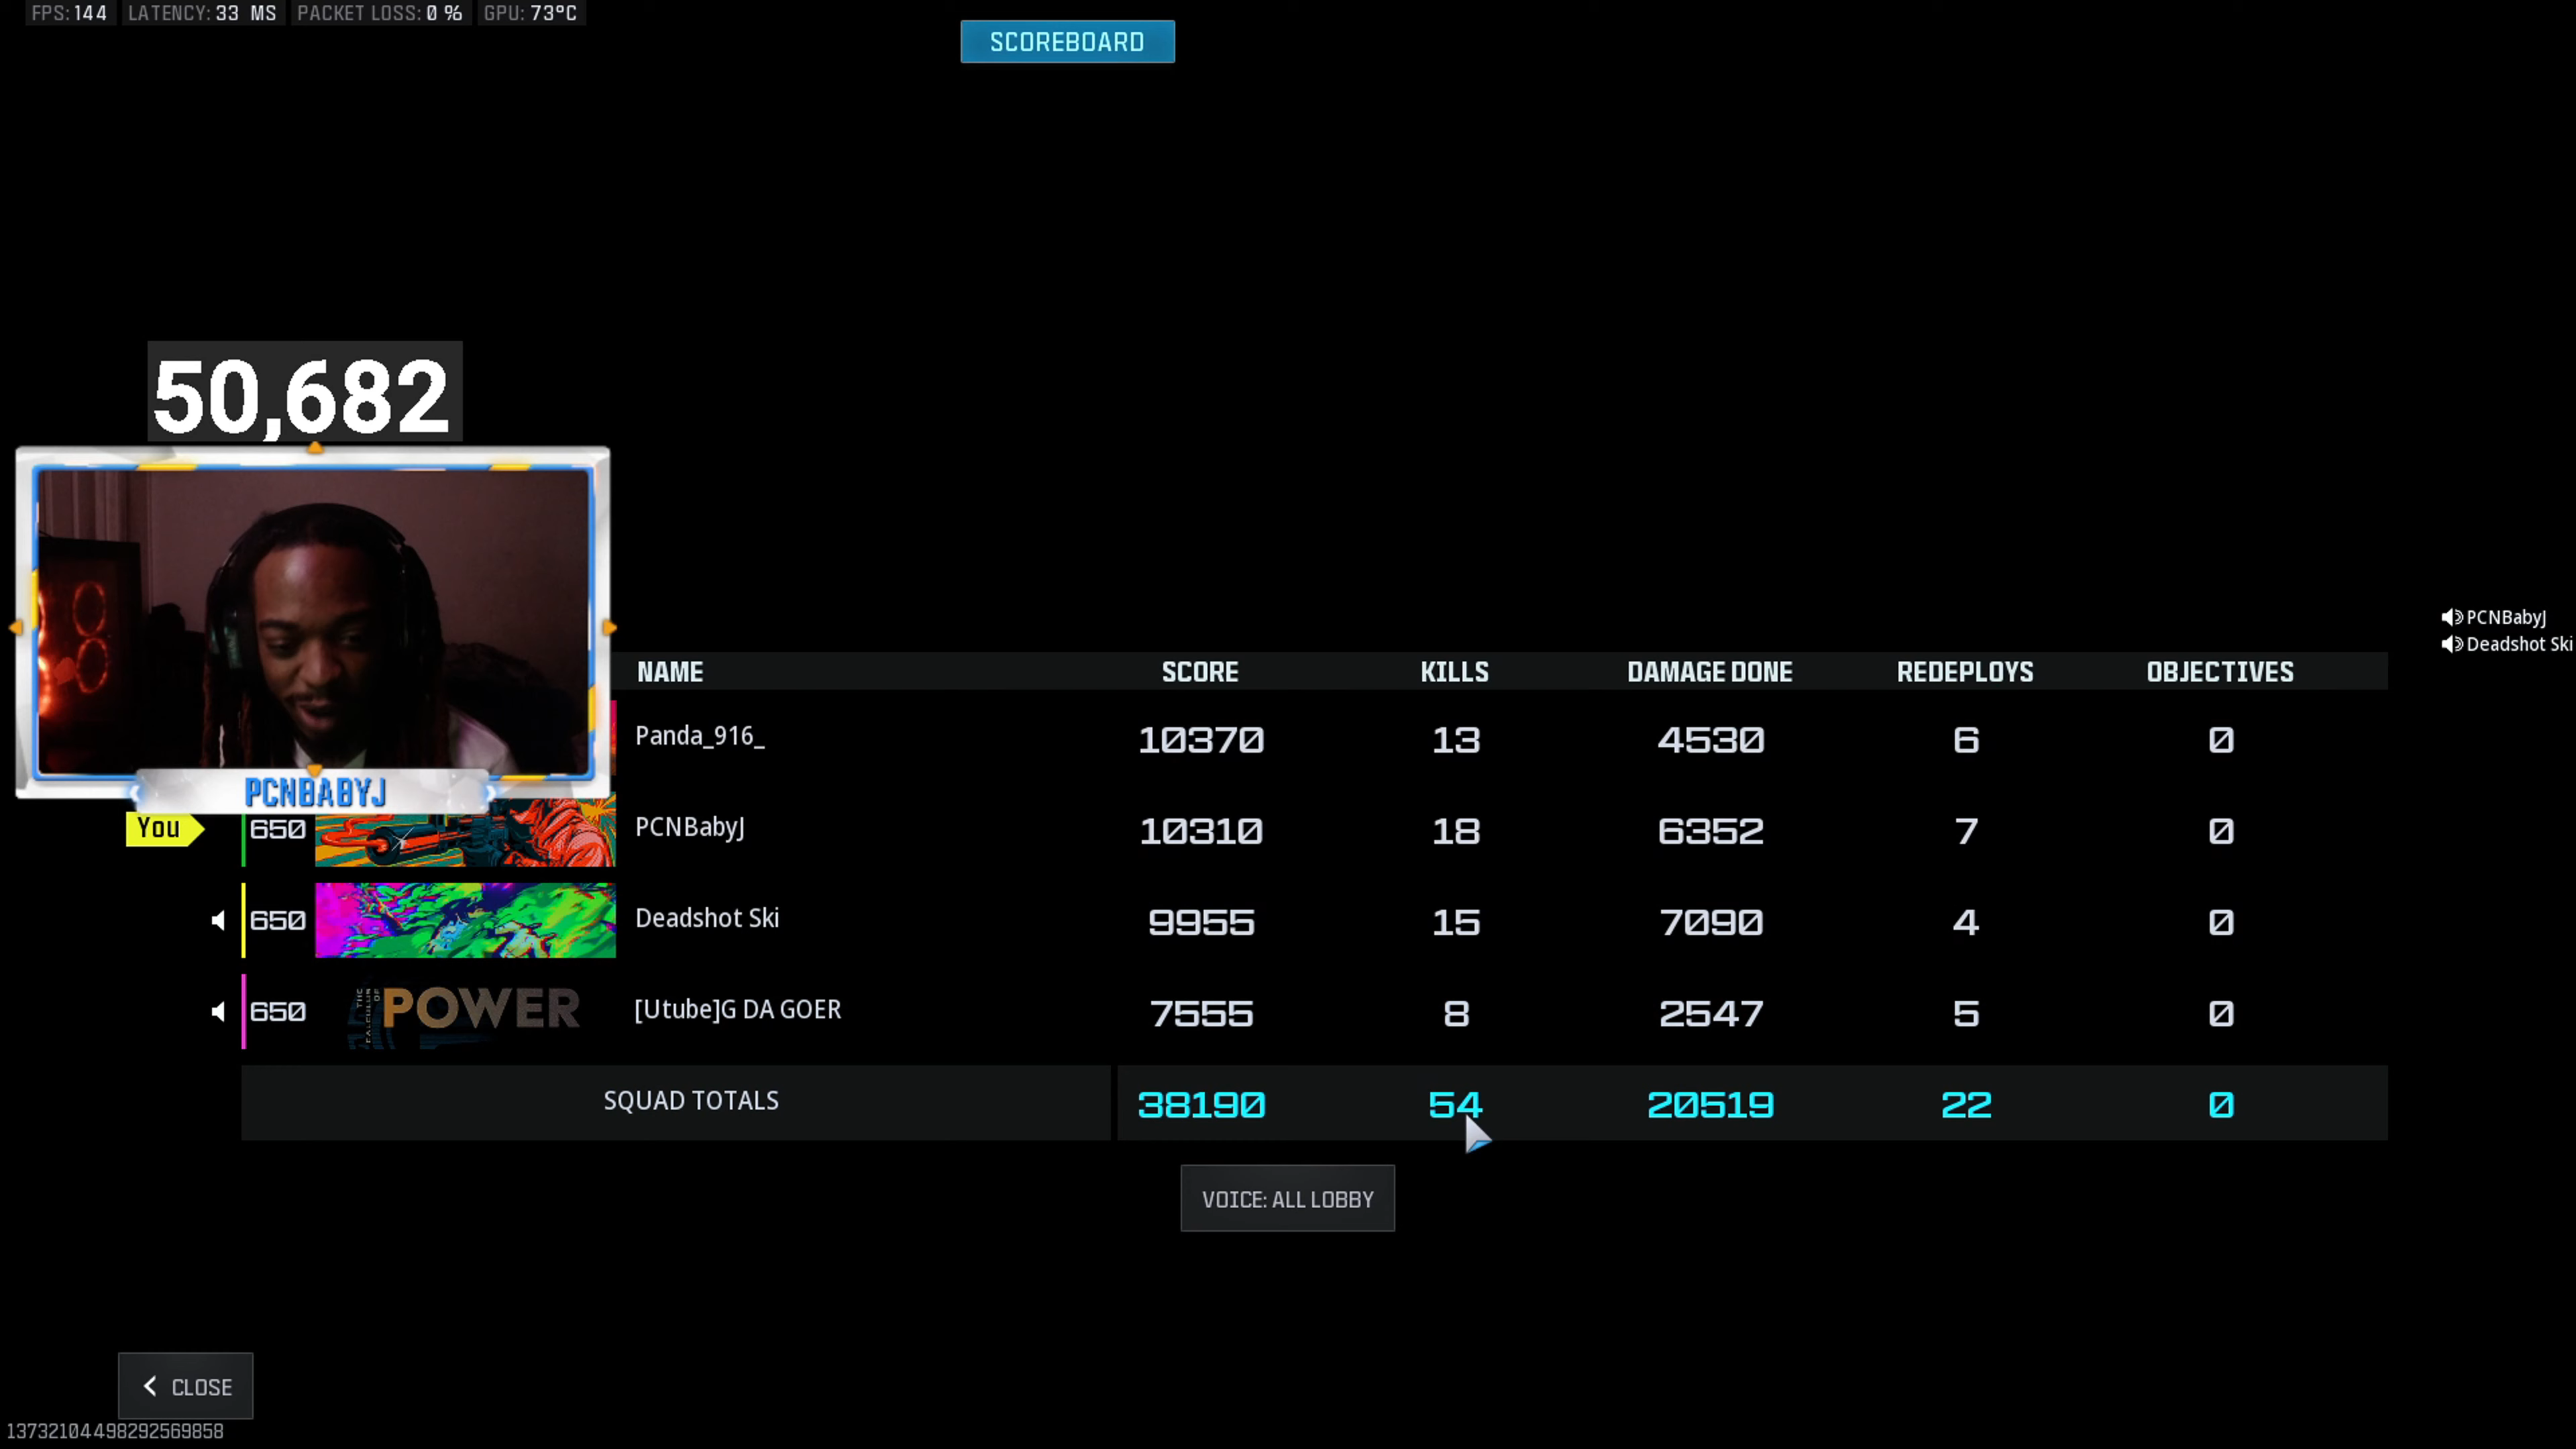 FPS: 144 LATENCY: 33 MS PACKET LOSS: 0 % GPU: 73°C
SCOREBOARD
50,682
PCNBABYJ
PCNBabyJ
Deadshot Ski
NAME SCORE KILLS DAMAGE DONE REDEPLOYS OBJECTIVES
Panda_916_ 10370 13 4530 6 0
You 650 PCNBabyJ 10310 18 6352 7 0
650 Deadshot Ski 9955 15 7090 4 0
650 POWER [Utube]G DA GOER 7555 8 2547 5 0
SQUAD TOTALS 38190 54 20519 22 0
VOICE: ALL LOBBY
CLOSE
13732104498292569858